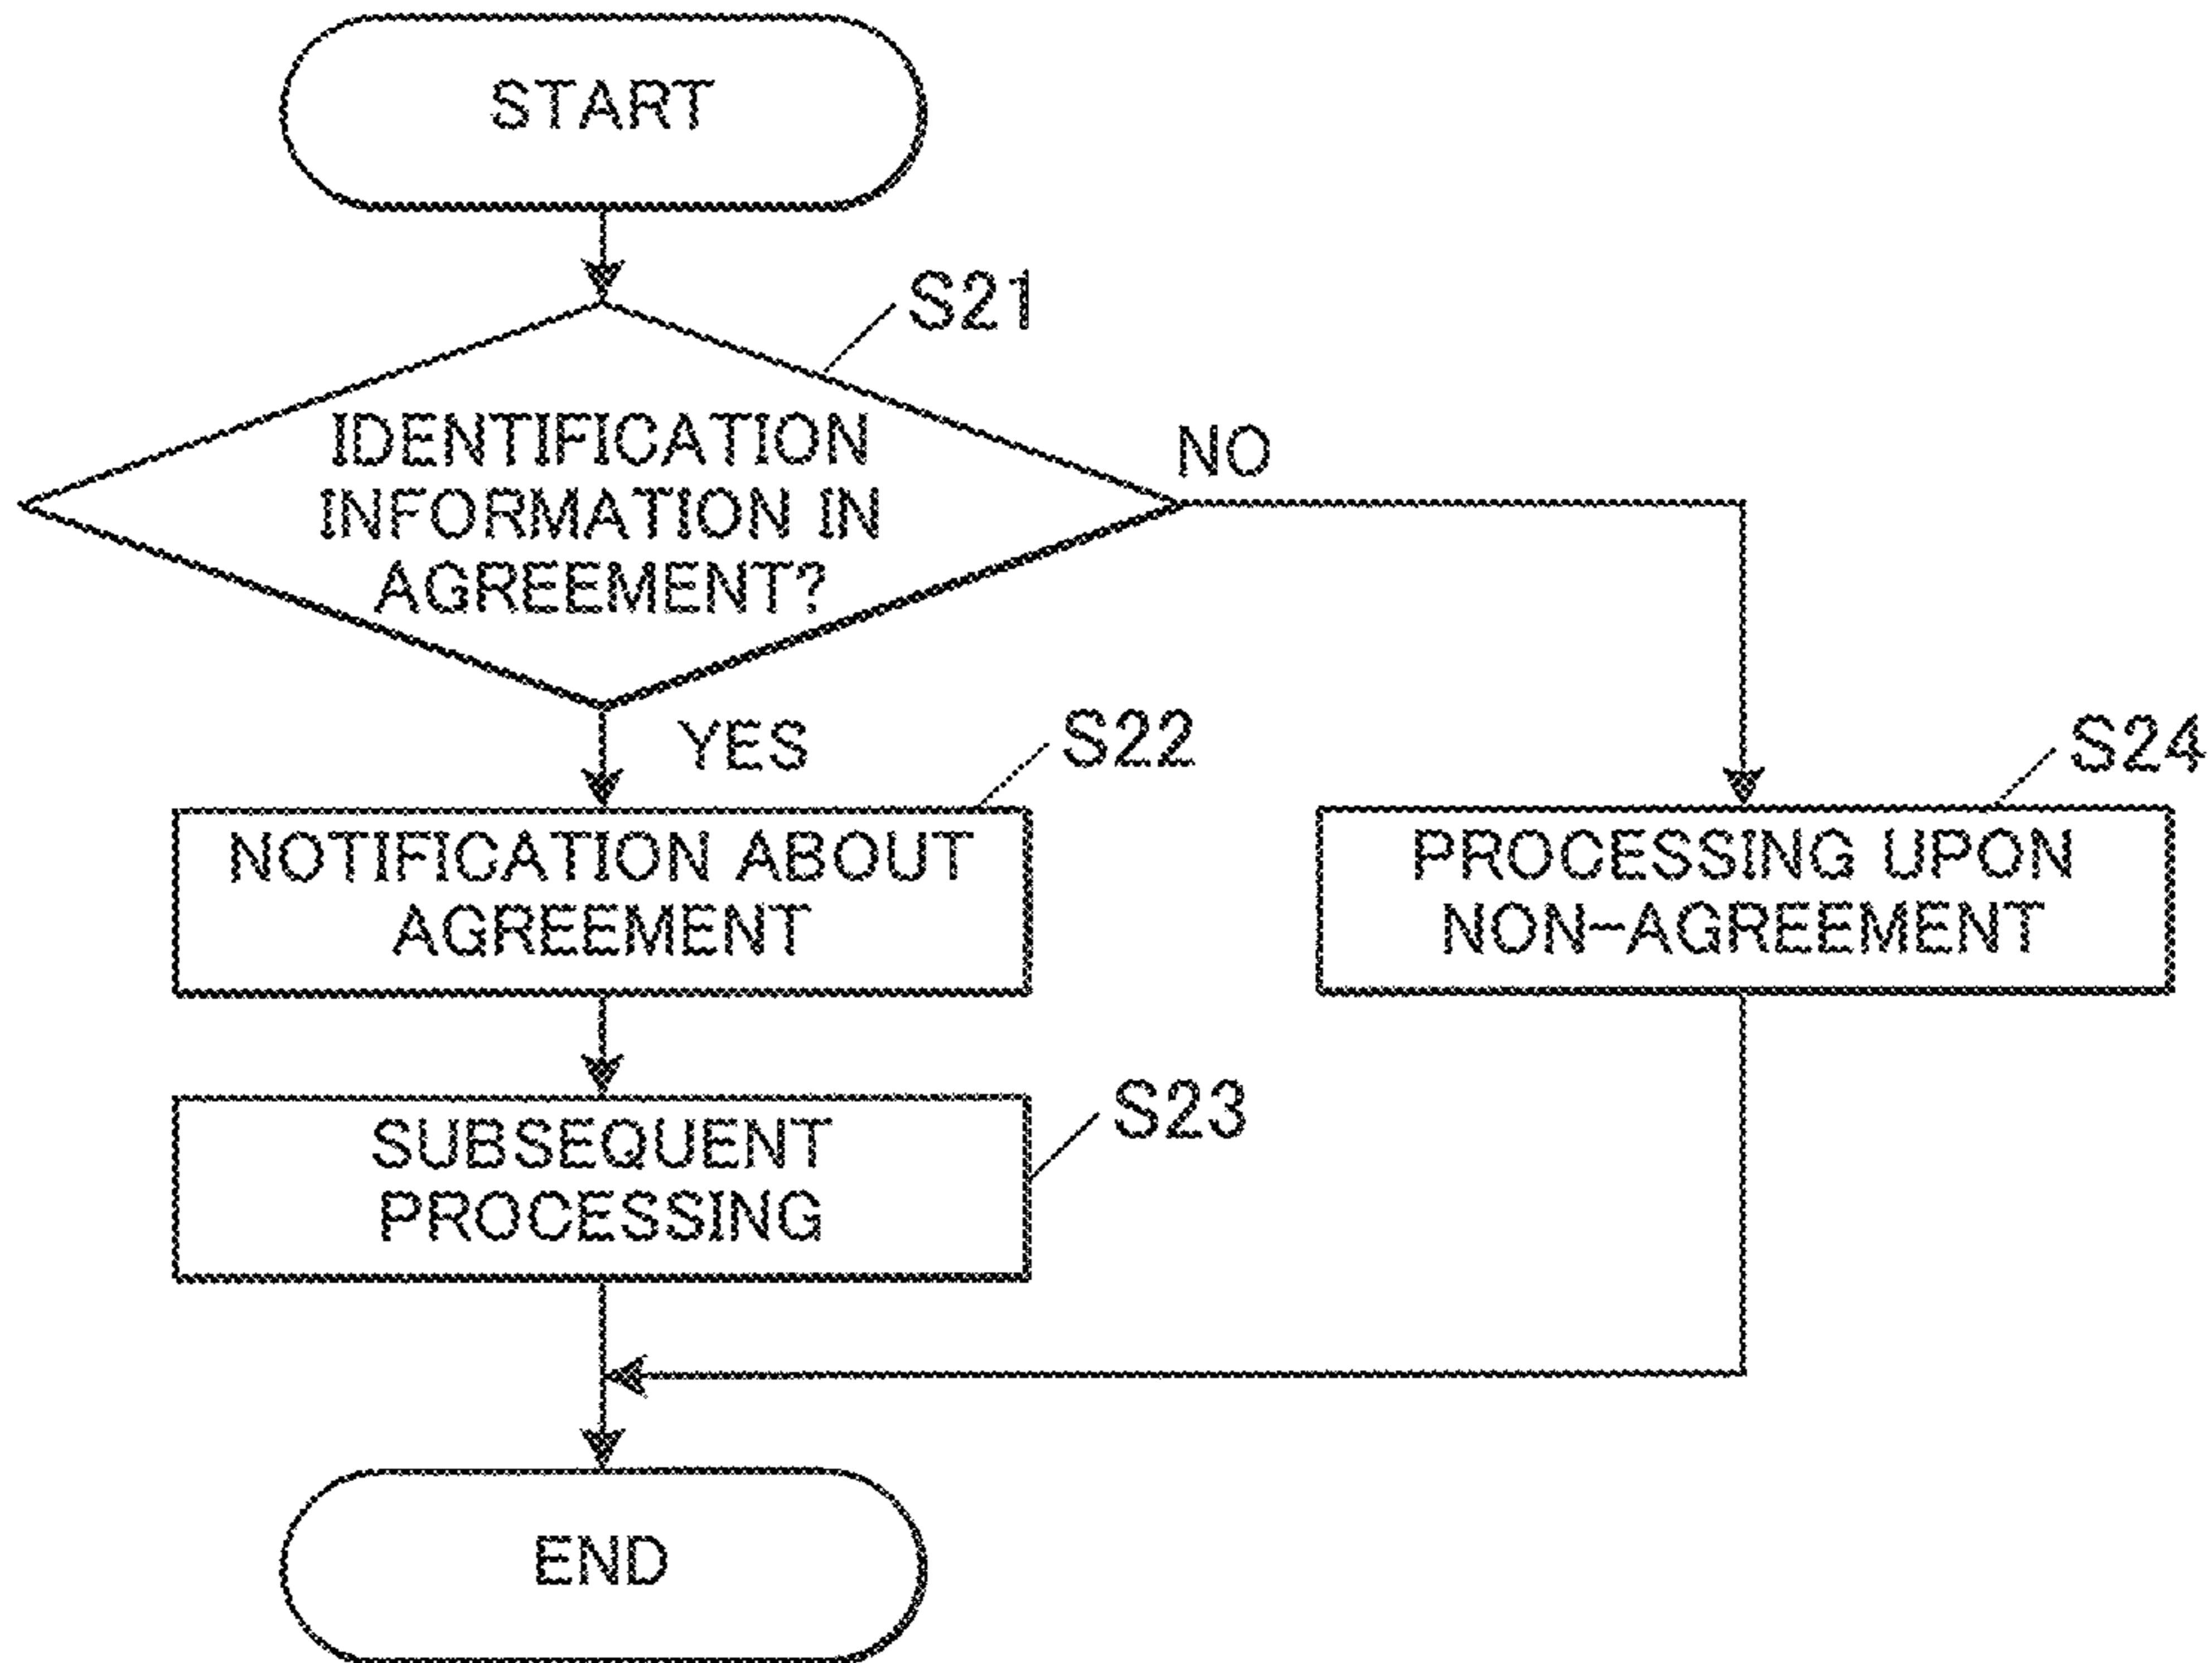 START
S21
IDENTIFICATION
INFORMATION IN
AGREEMENT?
NO
YES
S22
NOTIFICATION ABOUT
AGREEMENT
S24
PROCESSING UPON
NON-AGREEMENT
S23
SUBSEQUENT
PROCESSING
END